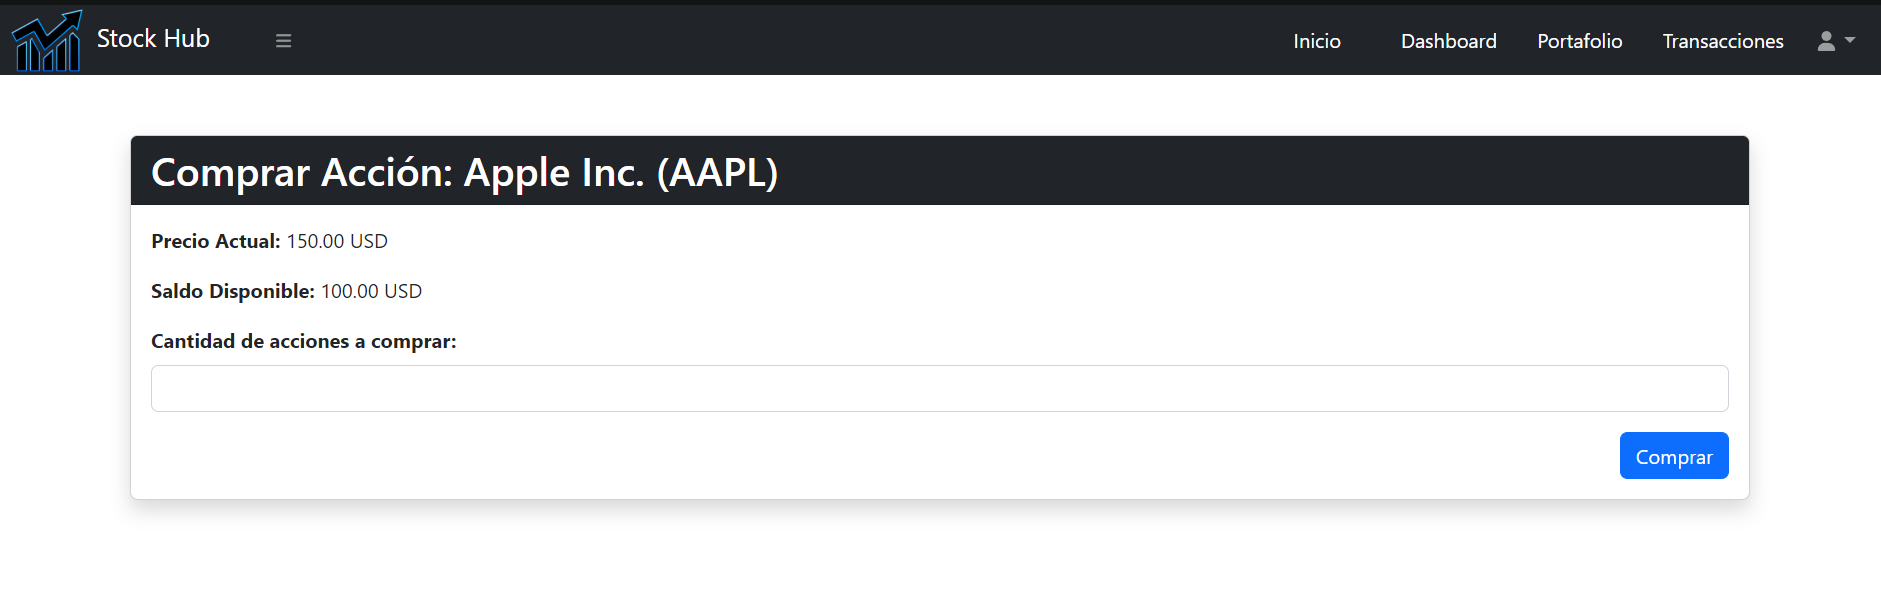 Stock Hub
Inicio Dashboard Portafolio Transacciones
Comprar Acción: Apple Inc. (AAPL)
Precio Actual: 150.00 USD
Saldo Disponible: 100.00 USD
Cantidad de acciones a comprar:
Comprar